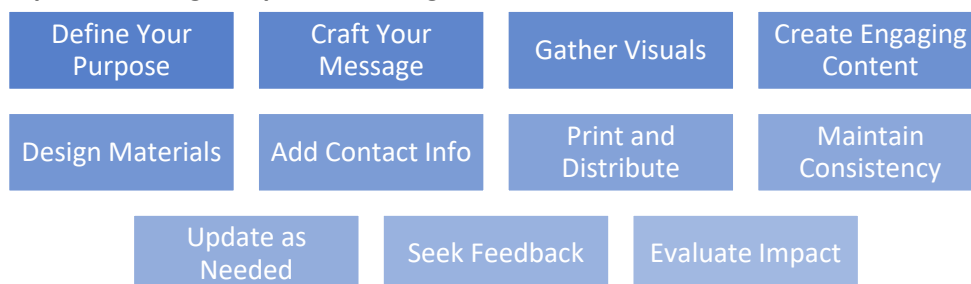 Define Your
Purpose
Craft Your
Message
Gather Visuals
Create Engaging
Content
Design Materials
Add Contact Info
Print and
Distribute
Maintain
Consistency
Update as
Needed
Seek Feedback
Evaluate Impact